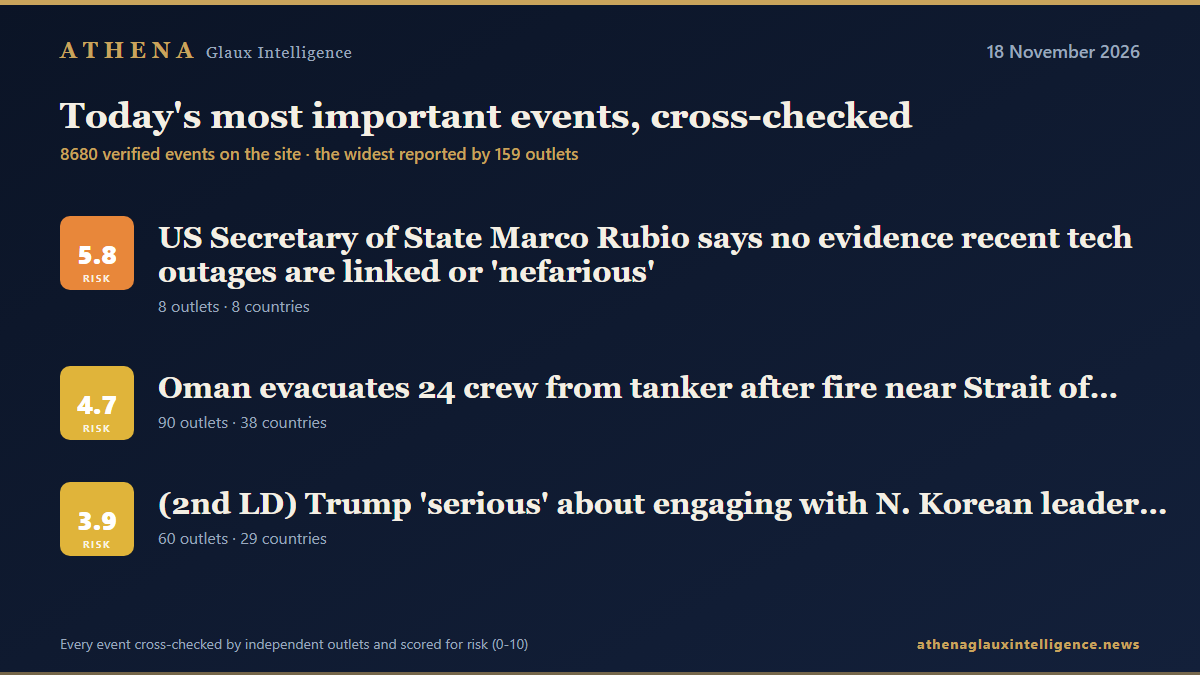 ATHENA Glaux Intelligence
18 November 2026
Today's most important events, cross-checked
8680 verified events on the site · the widest reported by 159 outlets
5.8
RISK
US Secretary of State Marco Rubio says no evidence recent tech
outages are linked or 'nefarious'
8 outlets · 8 countries
4.7
RISK
Oman evacuates 24 crew from tanker after fire near Strait of...
90 outlets · 38 countries
3.9
RISK
(2nd LD) Trump 'serious' about engaging with N. Korean leader...
60 outlets · 29 countries
Every event cross-checked by independent outlets and scored for risk (0-10)
athenaglauxintelligence.news